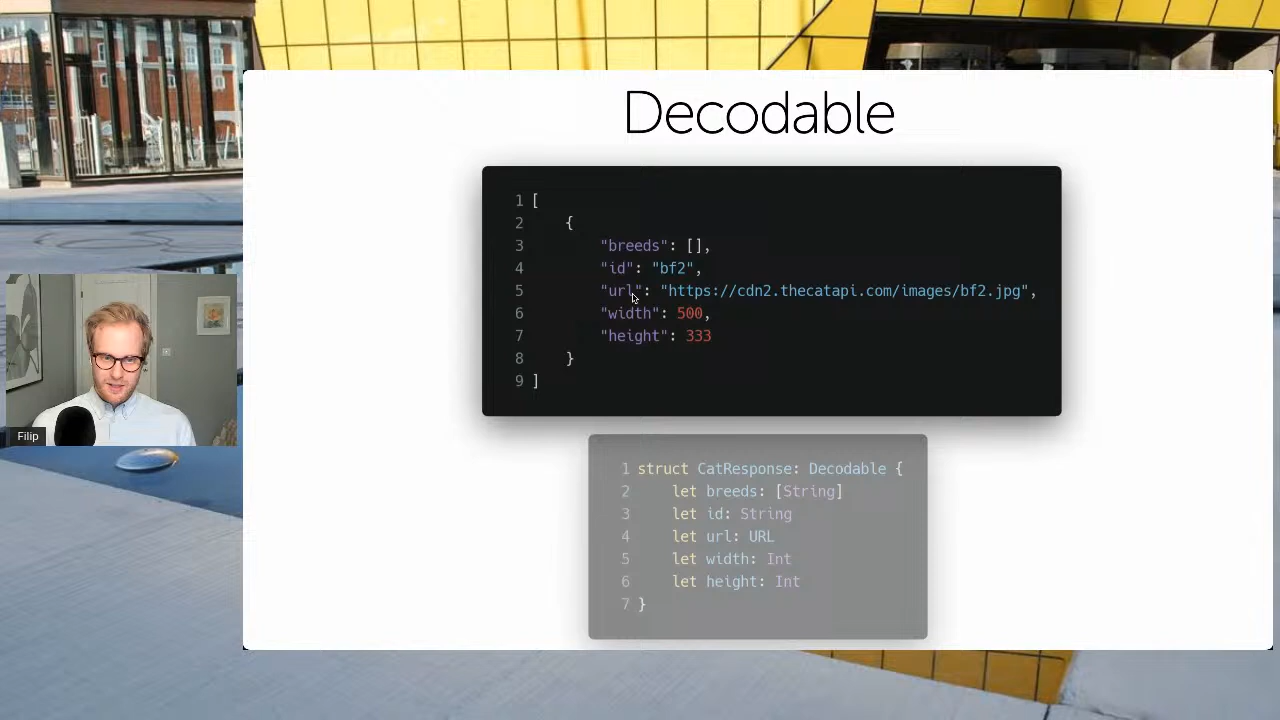 Decodable
1 [
2 {
3 "breeds": [],
4 "id": "bf2",
5 "url": "https://cdn2.thecatapi.com/images/bf2.jpg",
6 "width": 500,
7 "height": 333
8 }
9 ]
Filip
1 struct CatResponse: Decodable {
2 let breeds: [String]
3 let id: String
4 let url: URL
5 let width: Int
6 let height: Int
7 }